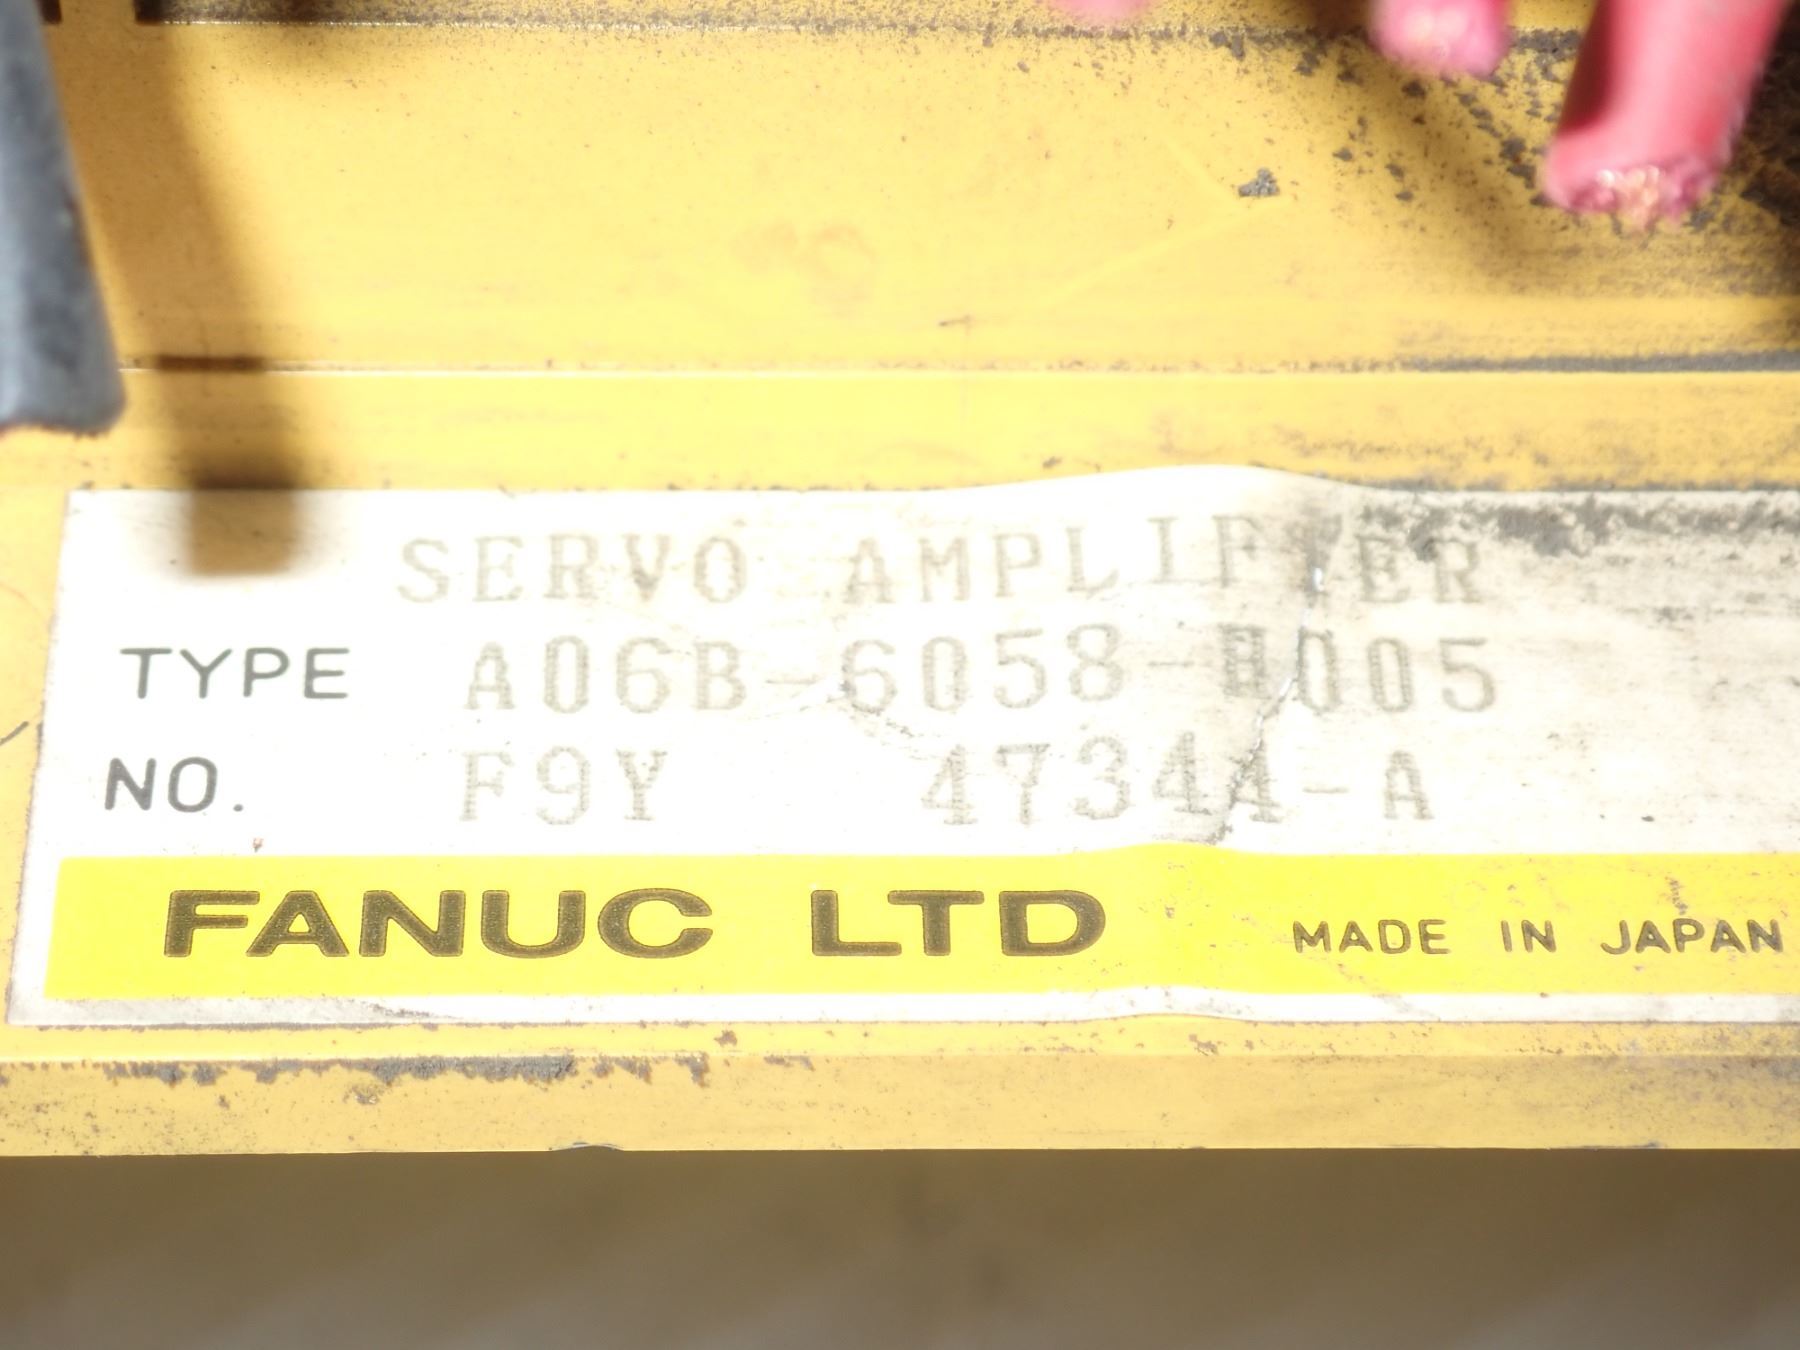 SERVO AMPLIFIER
TYPE A06B-6058-H005
NO. F9Y 47344-A
FANUC LTD MADE IN JAPAN